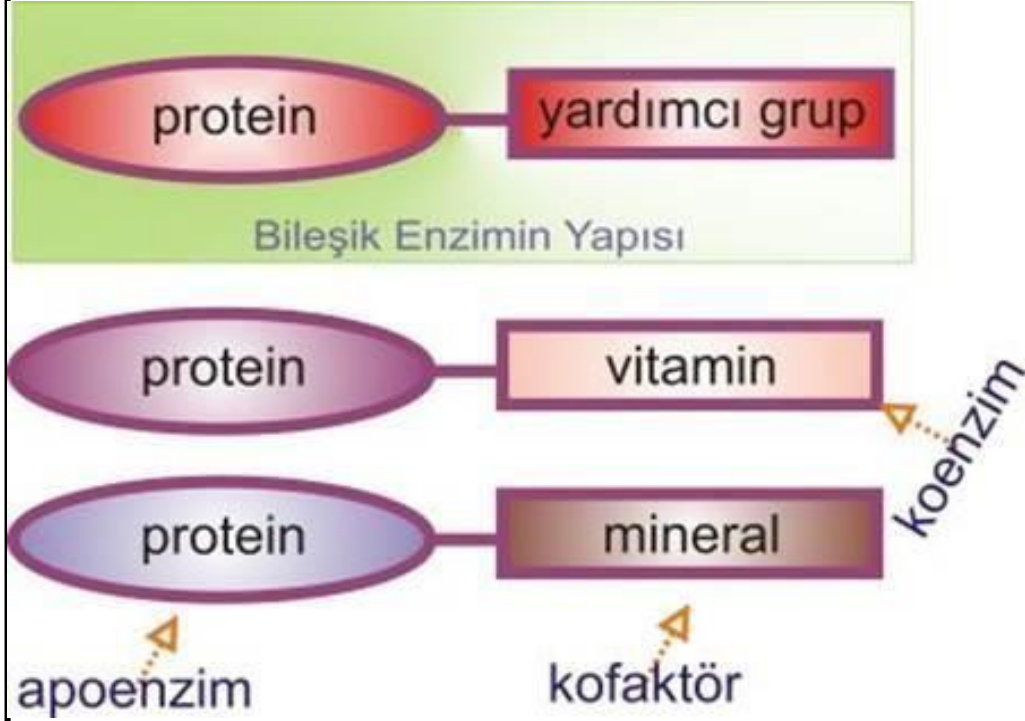 protein yardımcı grup
Bileşik Enzimin Yapısı
protein vitamin
koenzim
protein mineral
apoenzim kofaktör